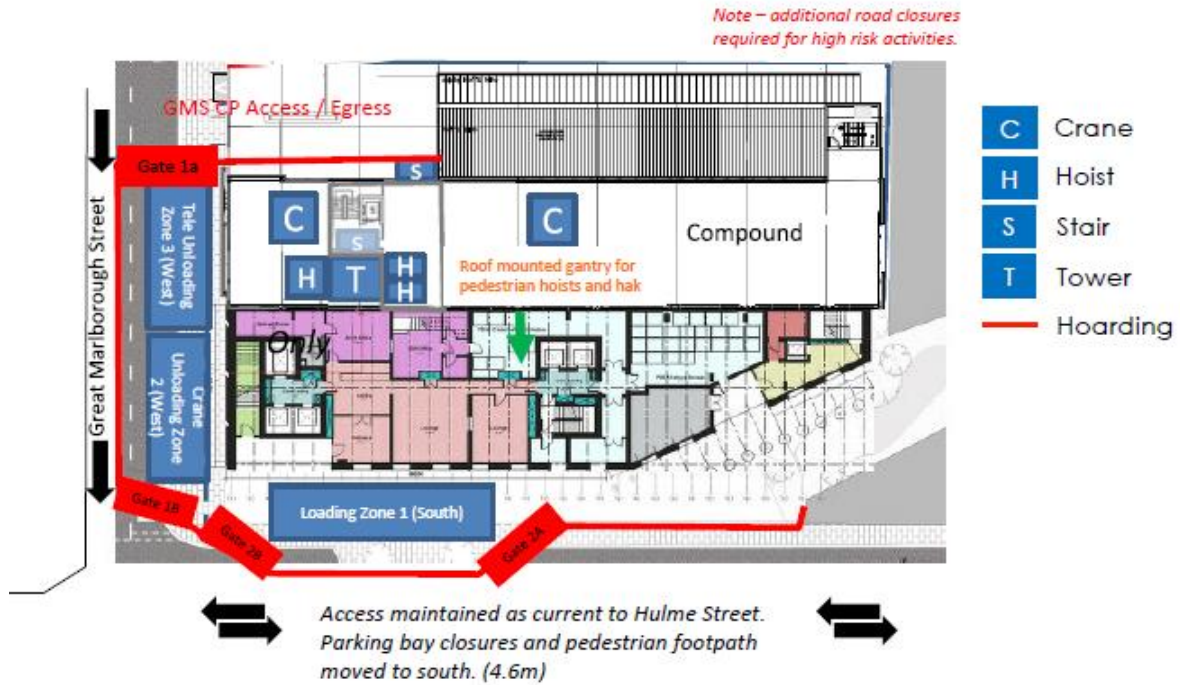 Note – additional road closures
required for high risk activities.
GMS CP Access / Egress
Gate 1a
S
C
Crane
H
Hoist
S
Stair
T
Tower
Hoarding
Great Marlborough Street
Tele Unloading
Zone 3 (West)
C
S
C
Compound
H
T
H
H
Roof mounted gantry for
pedestrian hoists and hak
Only
Crane
Unloading Zone
2 (West)
Loading Zone 1 (South)
Gate 1B
Gate 2B
Gate 2A
Access maintained as current to Hulme Street.
Parking bay closures and pedestrian footpath
moved to south. (4.6m)